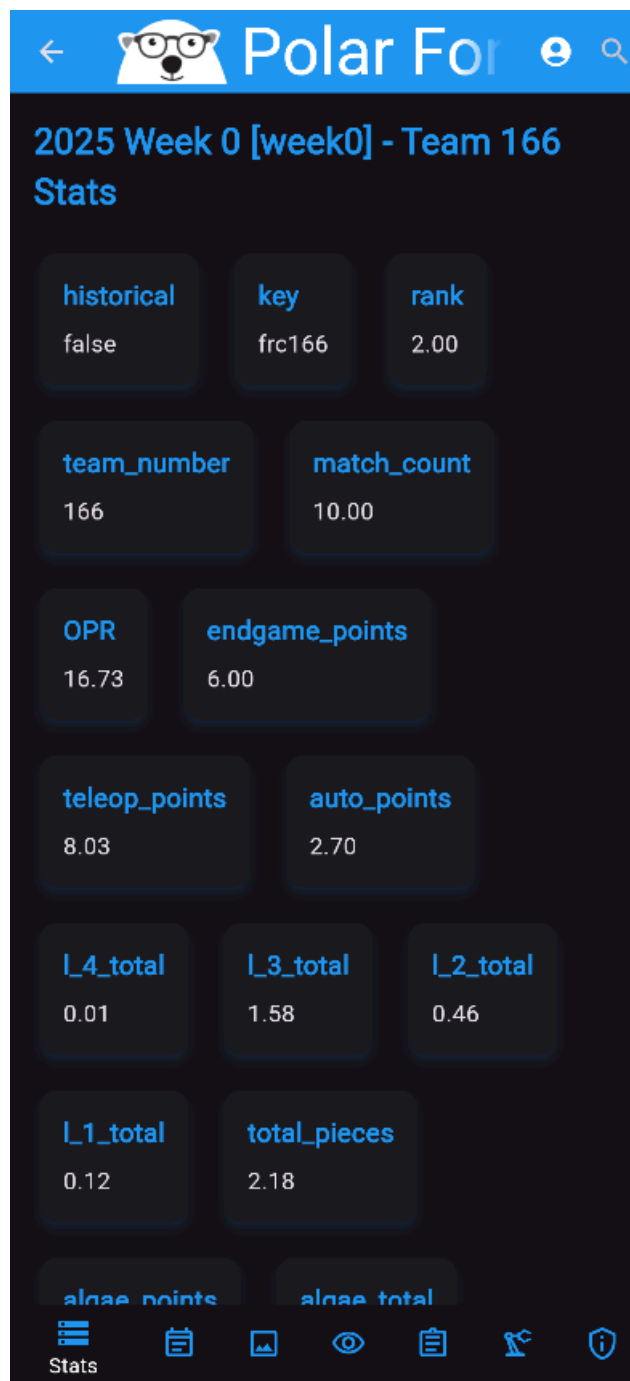 Polar For
2025 Week 0 [week0] - Team 166
Stats
historical key rank
false frc166 2.00
team_number match_count
166 10.00
OPR endgame_points
16.73 6.00
teleop_points auto_points
8.03 2.70
l_4_total l_3_total l_2_total
0.01 1.58 0.46
l_1_total total_pieces
0.12 2.18
algae_points algae_total
Stats